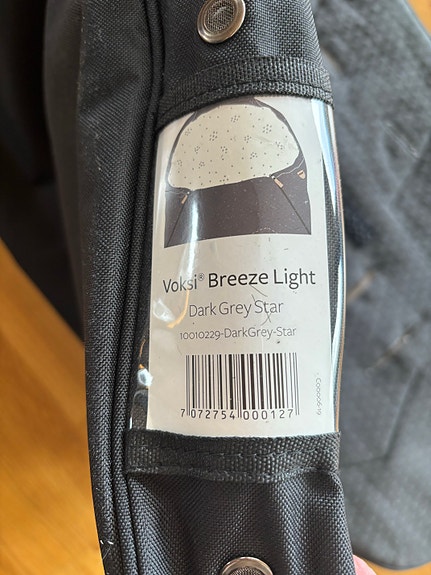 Voksi® Breeze Light
Dark Grey Star
10010229-DarkGrey-Star
7 072754 000127